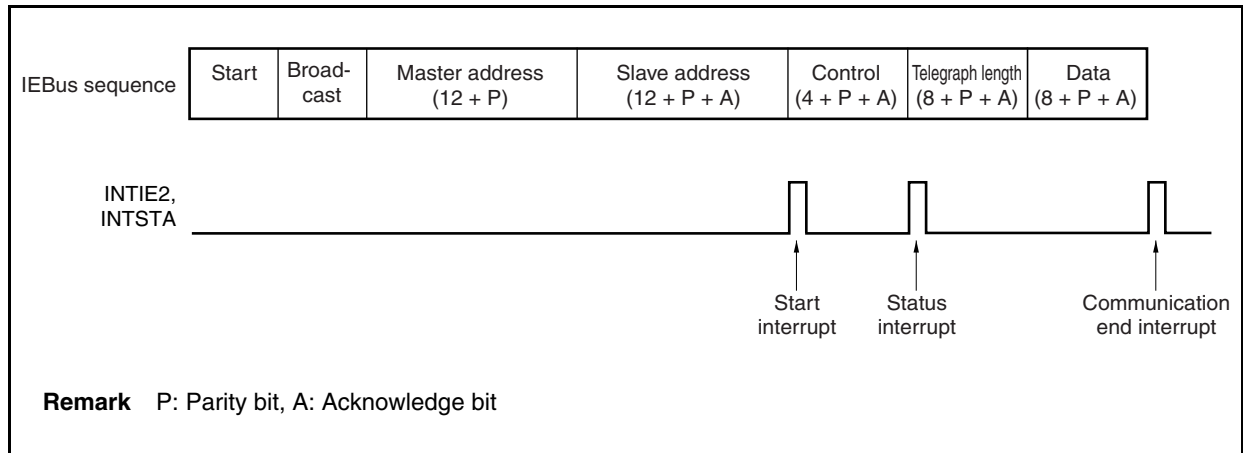 IEBus sequence
Start
Broad-
cast
Master address
(12 + P)
Slave address
(12 + P + A)
Control
(4 + P + A)
Telegraph length
(8 + P + A)
Data
(8 + P + A)
INTIE2,
INTSTA
Start
interrupt
Status
interrupt
Communication
end interrupt
Remark P: Parity bit, A: Acknowledge bit